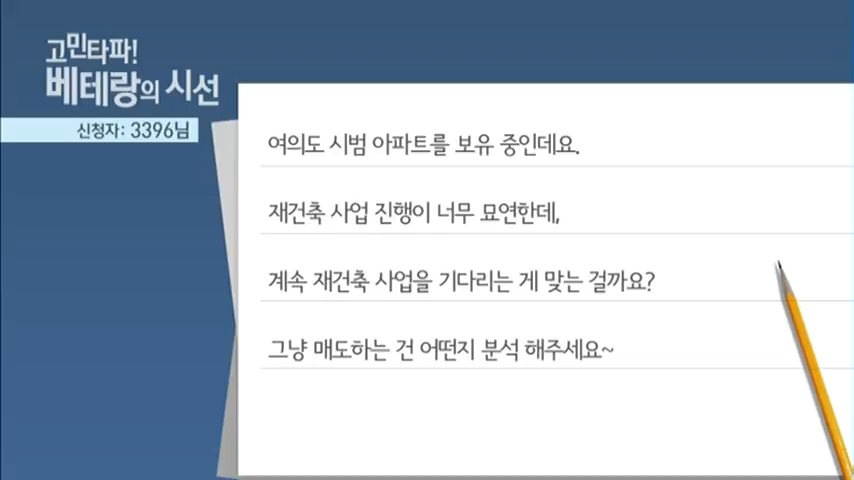 고민타파!
베테랑의 시선
신청자: 3396님
여의도 시범 아파트를 보유 중인데요.
재건축 사업 진행이 너무 묘연한데,
계속 재건축 사업을 기다리는 게 맞는 걸까요?
그냥 매도하는 건 어떤지 분석 해주세요~